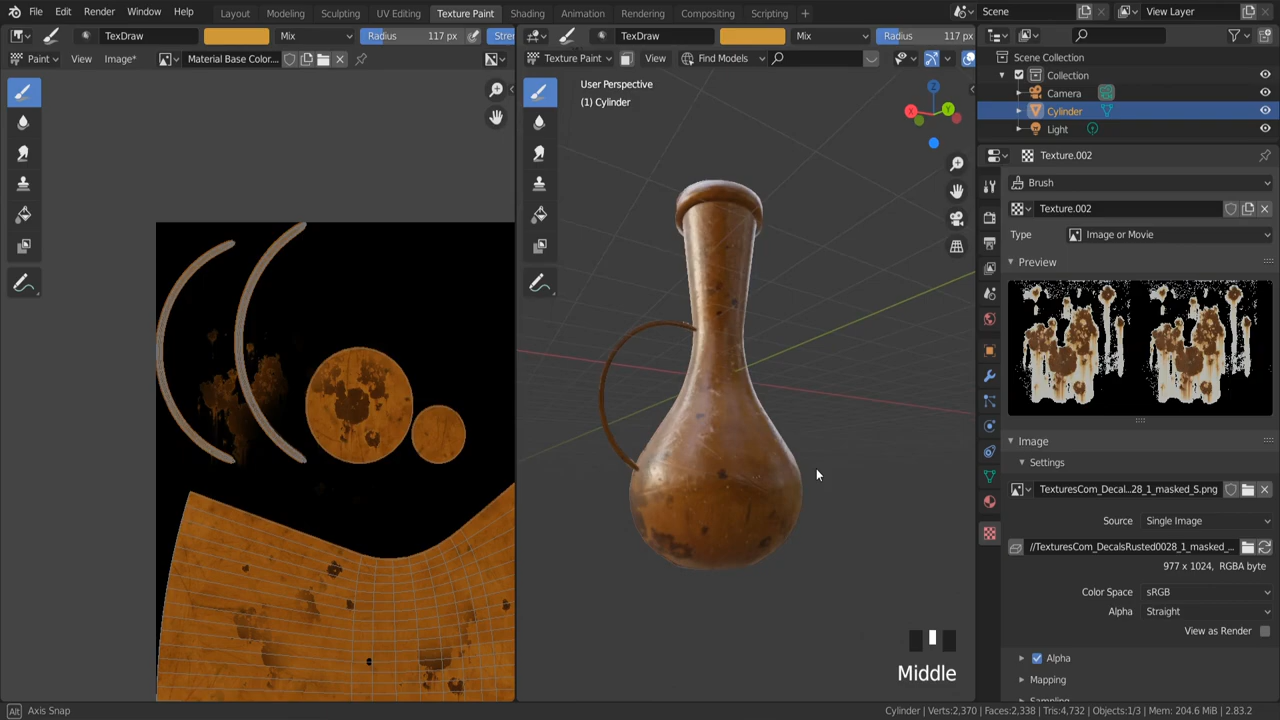 File Edit Render Window Help Layout Modeling Sculpting UV Editing Texture Paint Shading Animation Rendering Compositing Scripting + Scene View Layer
TexDraw Mix Radius 117 px Stren
TexDraw Mix Radius 117 px
Paint View Image* Material Base Color...
Texture Paint View Find Models
User Perspective
(1) Cylinder
Z
Y
X
Scene Collection
Collection
Camera
Cylinder
Light
Texture.002
Brush
Texture.002
Type Image or Movie
Preview
Image
Settings
TexturesCom_Decal...28_1_masked_S.png
Source Single Image
//TexturesCom_DecalsRusted0028_1_masked_...
977 x 1024, RGBA byte
Color Space sRGB
Alpha Straight
View as Render
Alpha
Mapping
Sampling
Middle
Alt Axis Snap
Cylinder | Verts:2,370 | Faces:2,338 | Tris:4,732 | Objects:1/3 | Mem: 204.6 MiB | 2.83.2